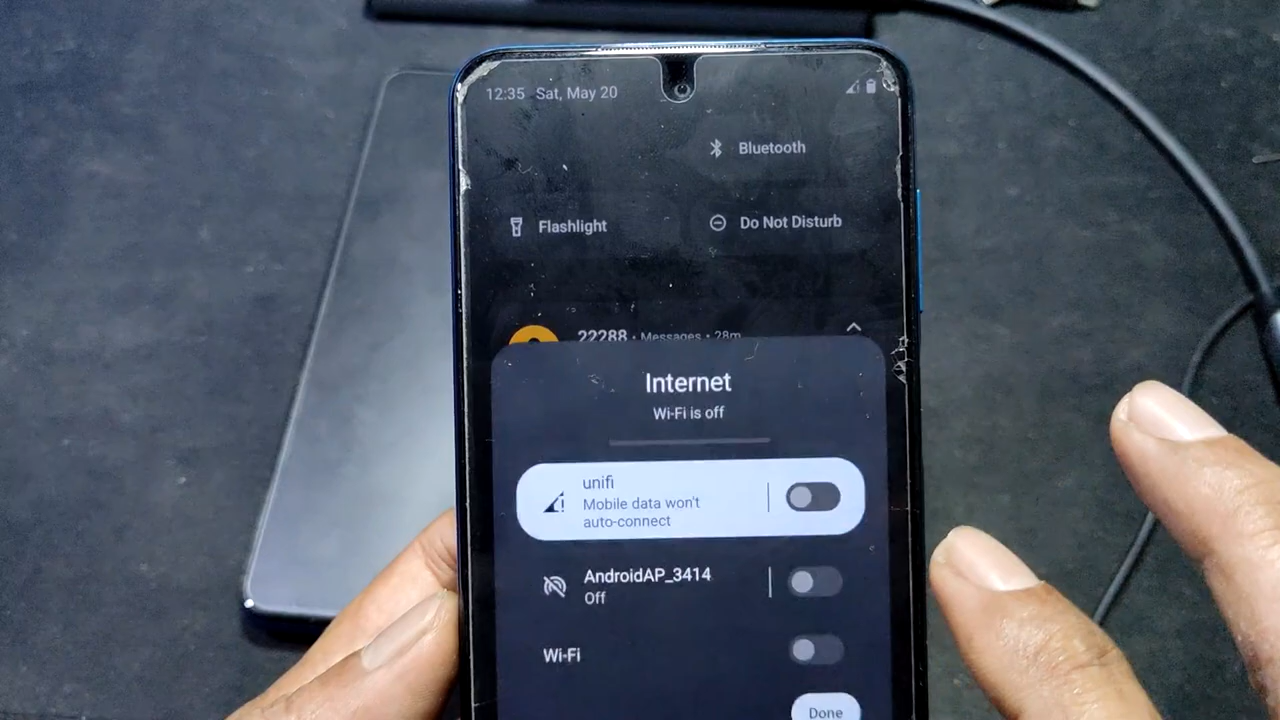 12:35 Sat, May 20
Bluetooth
Flashlight
Do Not Disturb
22288 • Messages • 28m
Internet
Wi-Fi is off
unifi
Mobile data won't
auto-connect
AndroidAP_3414
Off
Wi-Fi
Done